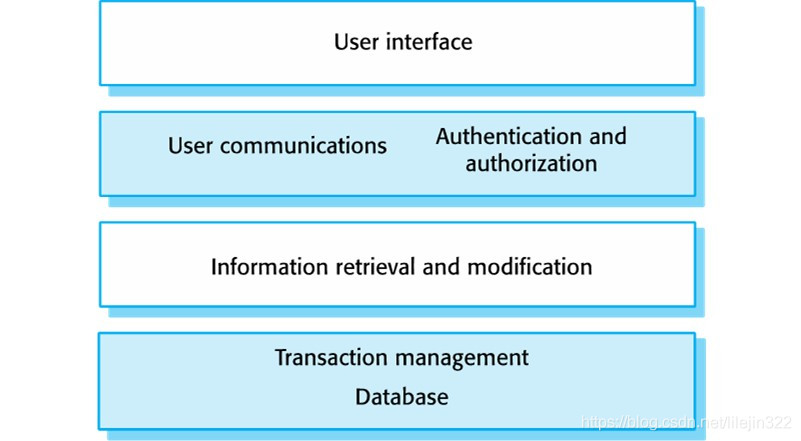 User interface
User communications
Authentication and
authorization
Information retrieval and modification
Transaction management
Database
https://blog.csdn.net/lilejin322